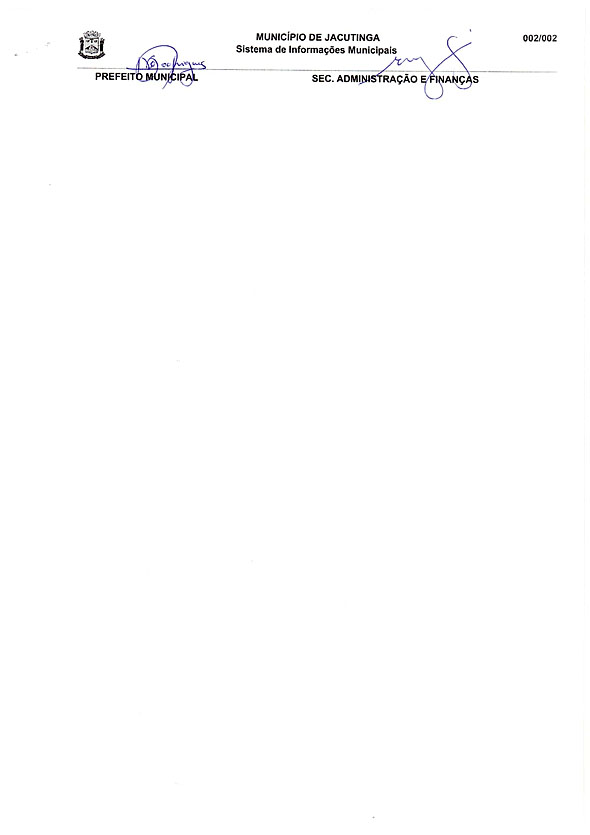 MUNICÍPIO DE JACUTINGA
002/002
Sistema de Informações Municipais
PREFEITO MUNICIPAL
SEC. ADMINISTRAÇÃO E FINANÇAS